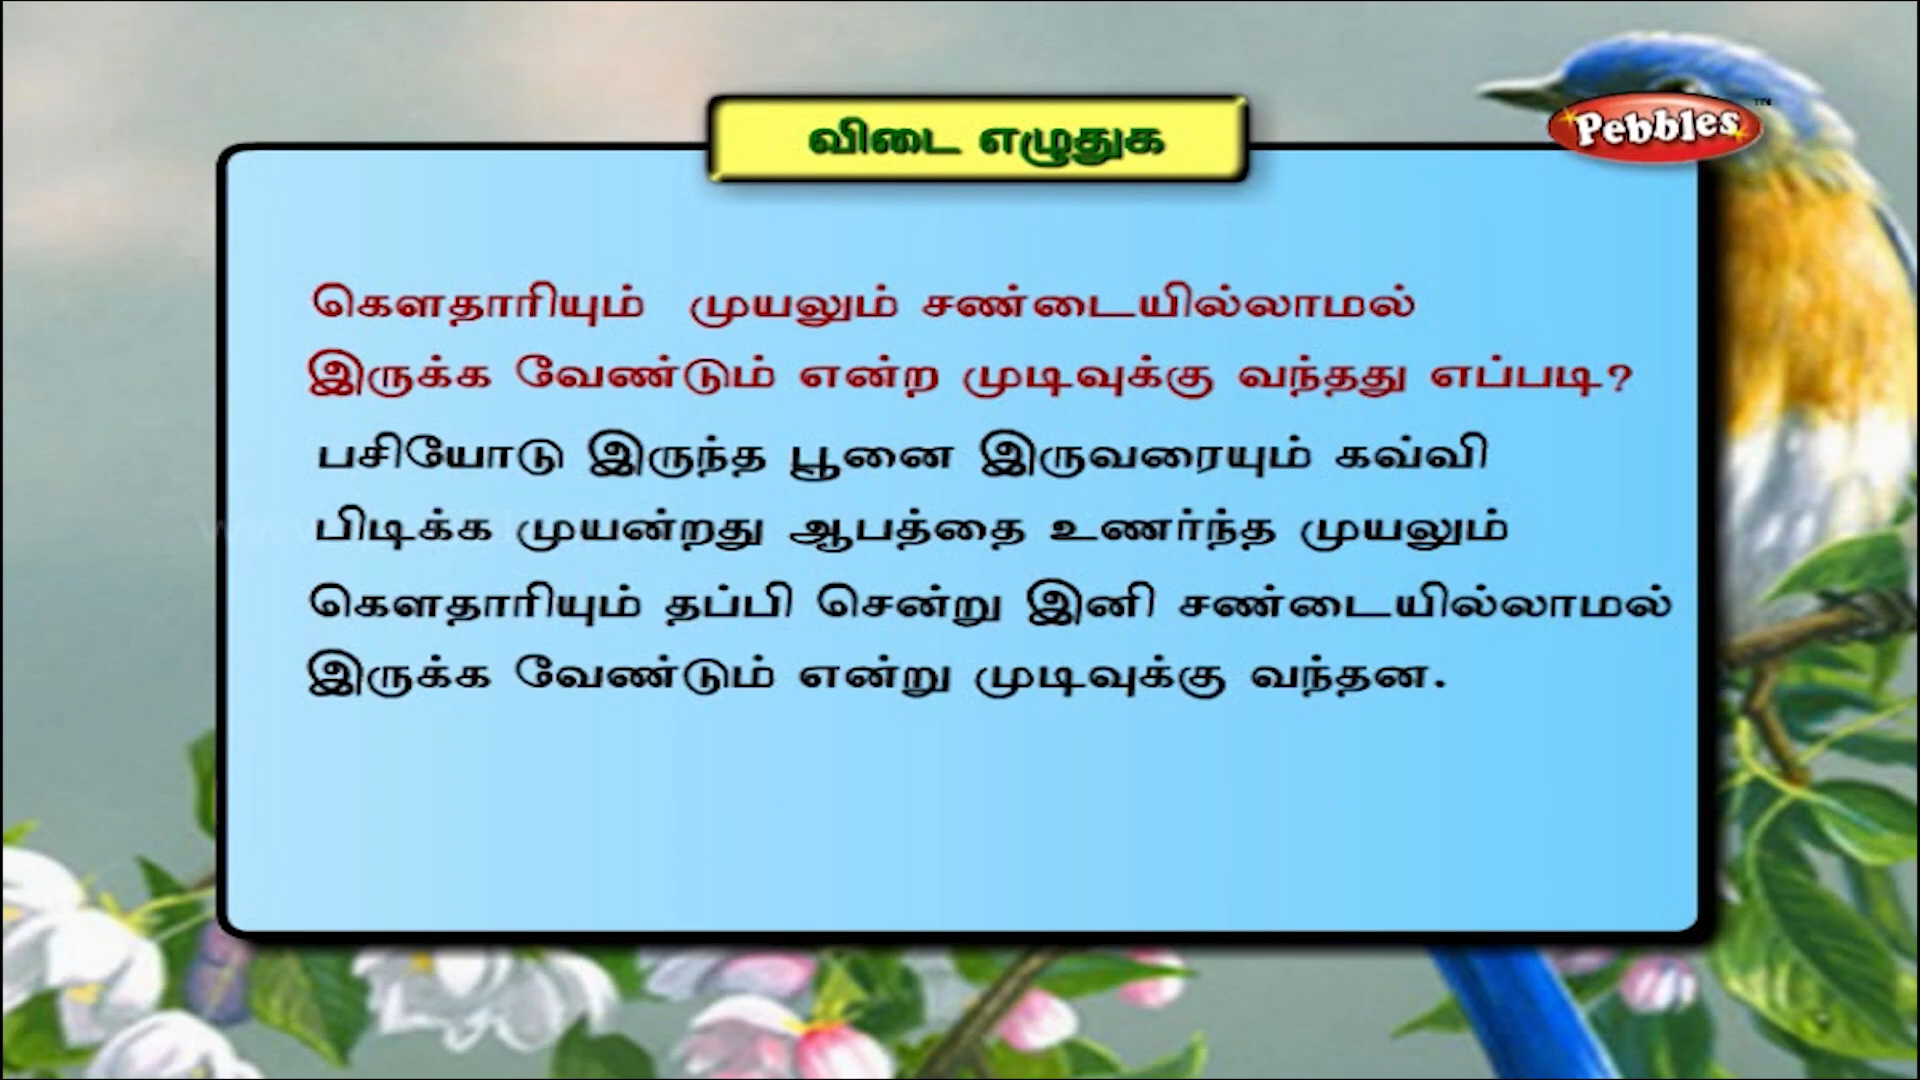 Pebbles™
விடை எழுதுக
கௌதாரியும் முயலும் சண்டையில்லாமல்
இருக்க வேண்டும் என்ற முடிவுக்கு வந்தது எப்படி?
பசியோடு இருந்த பூனை இருவரையும் கவ்வி
பிடிக்க முயன்றது ஆபத்தை உணர்ந்த முயலும்
கௌதாரியும் தப்பி சென்று இனி சண்டையில்லாமல்
இருக்க வேண்டும் என்று முடிவுக்கு வந்தன.